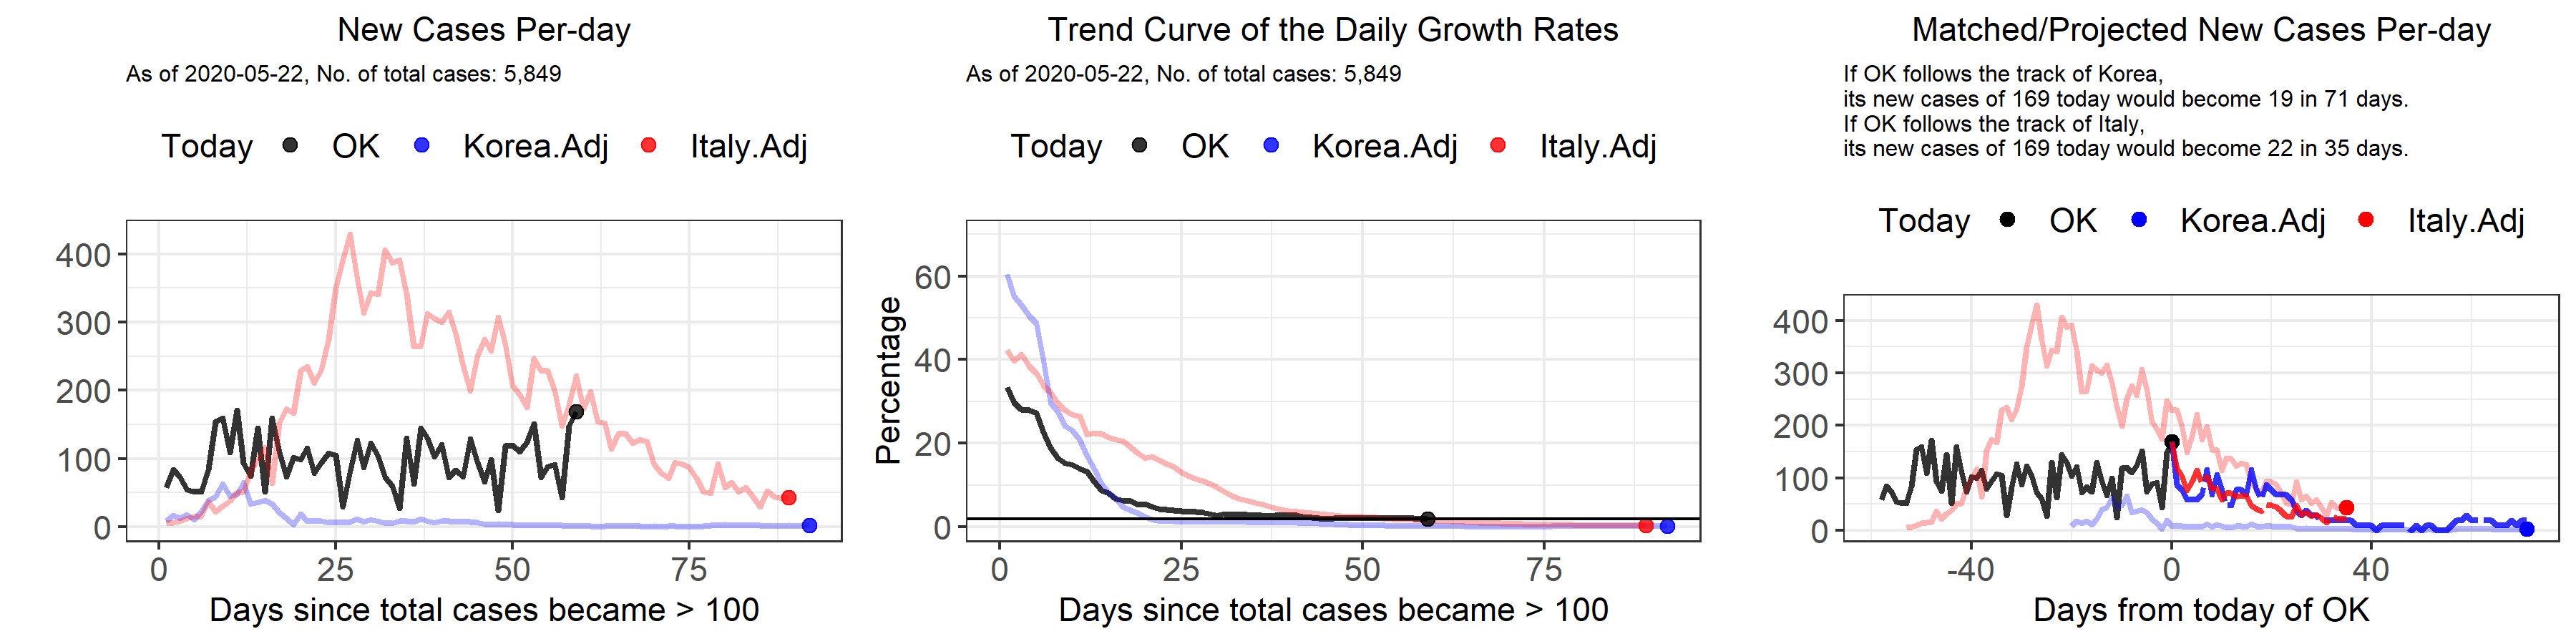 New Cases Per-day
As of 2020-05-22, No. of total cases: 5,849
Today OK Korea.Adj Italy.Adj
400
300
200
100
0
0 25 50 75
Days since total cases became > 100
Trend Curve of the Daily Growth Rates
As of 2020-05-22, No. of total cases: 5,849
Today OK Korea.Adj Italy.Adj
Percentage
60
40
20
0
0 25 50 75
Days since total cases became > 100
Matched/Projected New Cases Per-day
If OK follows the track of Korea,
its new cases of 169 today would become 19 in 71 days.
If OK follows the track of Italy,
its new cases of 169 today would become 22 in 35 days.
Today OK Korea.Adj Italy.Adj
400
300
200
100
0
-40 0 40
Days from today of OK